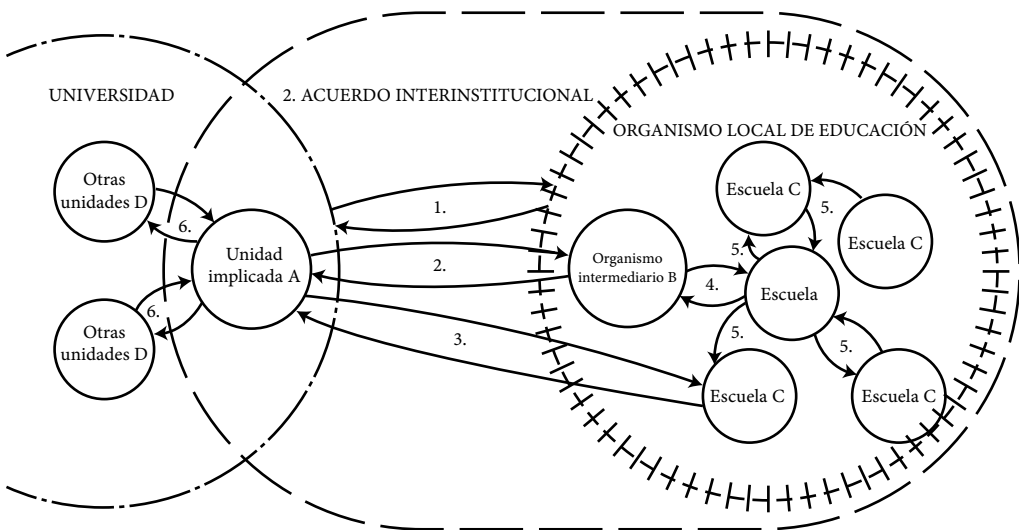 UNIVERSIDAD
2. ACUERDO INTERINSTITUCIONAL
ORGANISMO LOCAL DE EDUCACIÓN
Otras
unidades D
6.
Unidad
implicada A
Otras
unidades D
6.
1.
2.
3.
Organismo
intermediario B
4.
Escuela C
5.
Escuela C
5.
Escuela
5.
Escuela C
5.
Escuela C